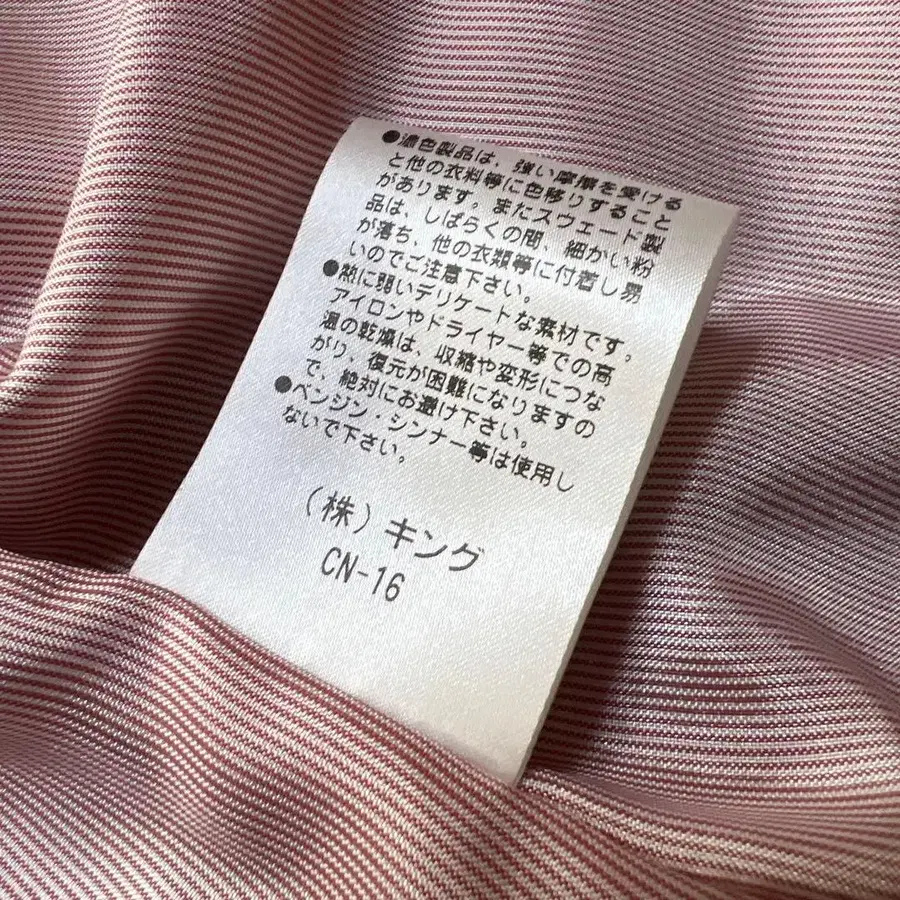 ●濃色製品は、強い摩擦を受ける
と他の衣料等に色移りすること
があります。またスウェード製
品は、しばらくの間、細かい粉
が落ち、他の衣類等に付着し易
いのでご注意下さい。
●熱に弱いデリケートな素材です。
アイロンやドライヤー等での高
温の乾燥は、収縮や変形につな
がり、復元が困難になりますの
で、絶対にお避け下さい。
●ベンジン・シンナー等は使用し
ないで下さい。
(株)キング
CN-16